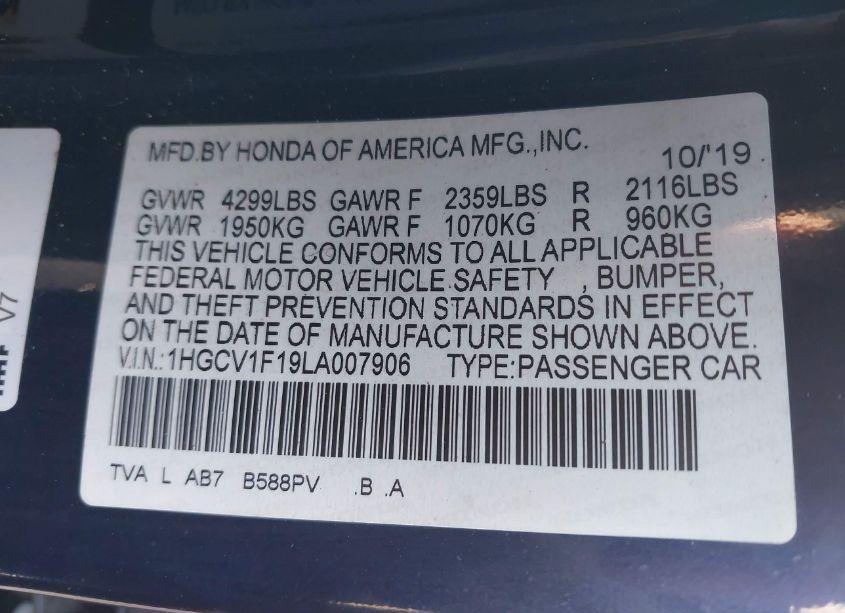 MFD.BY HONDA OF AMERICA MFG.,INC. 10/'19
GVWR 4299LBS GAWR F 2359LBS R 2116LBS
GVWR 1950KG GAWR F 1070KG R 960KG
THIS VEHICLE CONFORMS TO ALL APPLICABLE
FEDERAL MOTOR VEHICLE SAFETY , BUMPER,
AND THEFT PREVENTION STANDARDS IN EFFECT
ON THE DATE OF MANUFACTURE SHOWN ABOVE.
V.I.N.: 1HGCV1F19LA007906 TYPE:PASSENGER CAR
TVA L AB7 B588PV .B .A
V7